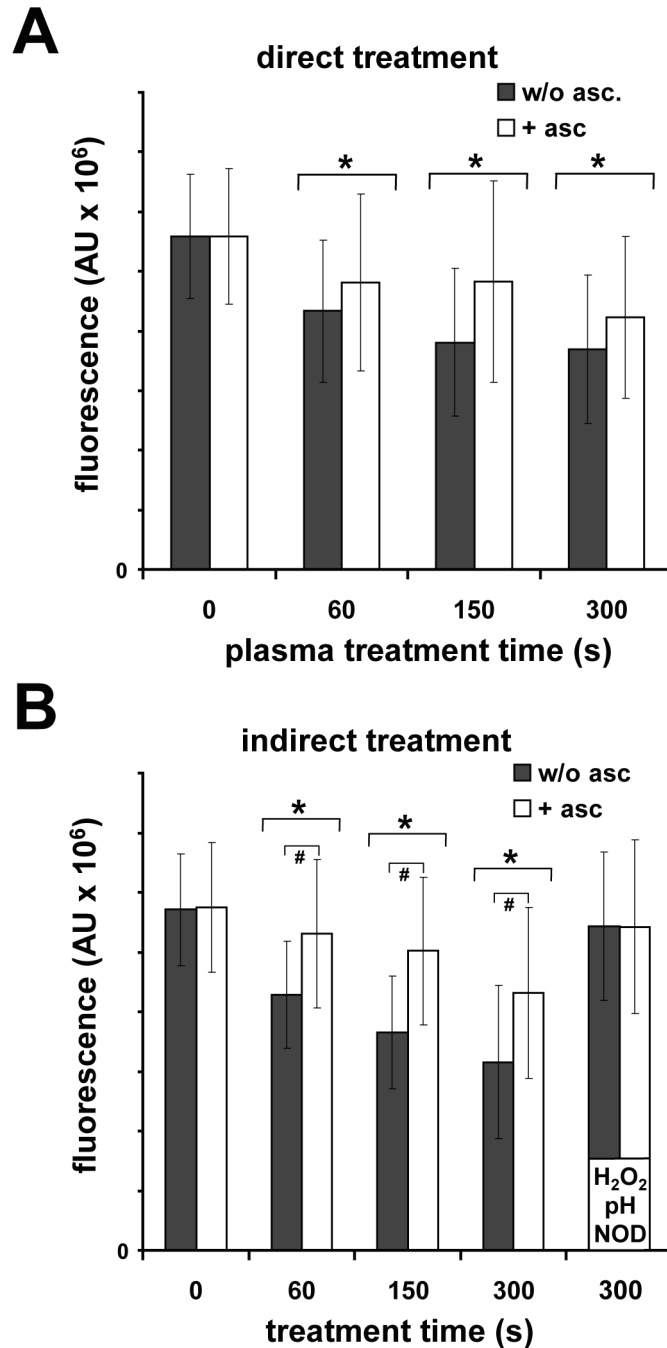 A
direct treatment
w/o asc.
+ asc
* * *
fluorescence (AU x 10⁶)
0
0 60 150 300
plasma treatment time (s)
B
indirect treatment
w/o asc
+ asc
* * *
# # #
fluorescence (AU x 10⁶)
H₂O₂
pH
NOD
0
0 60 150 300 300
treatment time (s)